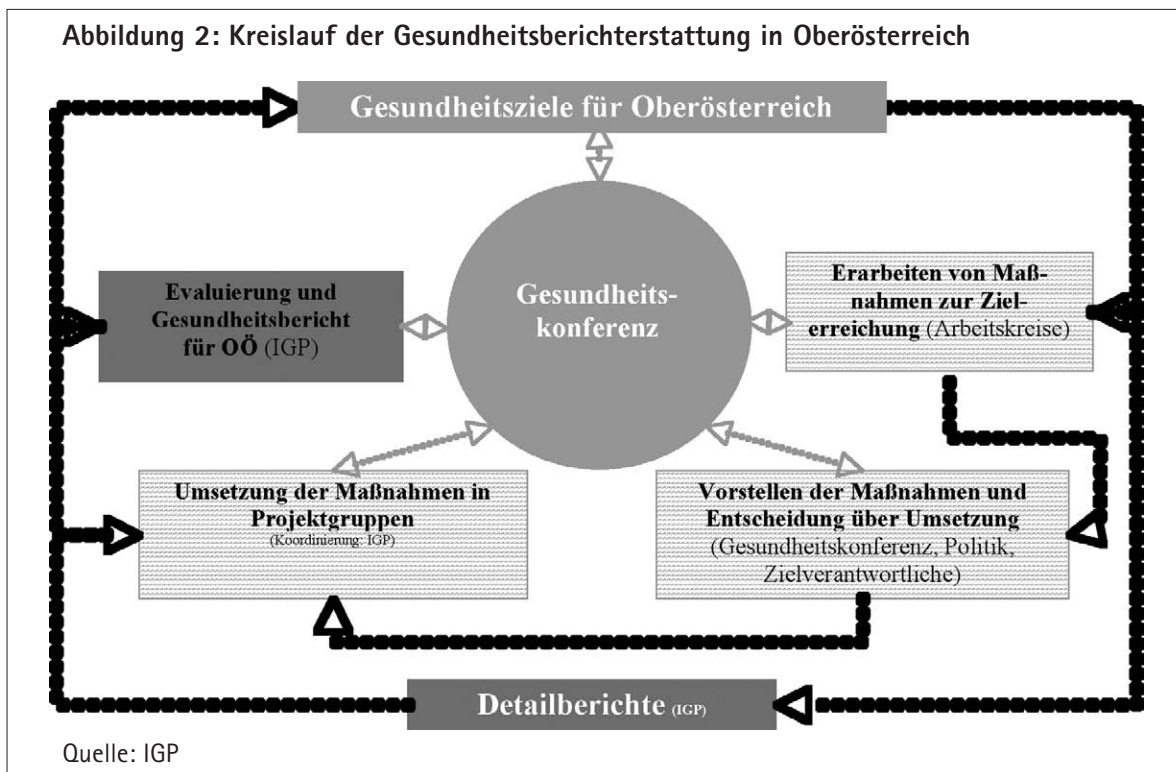 Abbildung 2: Kreislauf der Gesundheitsberichterstattung in Oberösterreich
Gesundheitsziele für Oberösterreich
Gesundheits-
konferenz
Evaluierung und
Gesundheitsbericht
für OÖ (IGP)
Erarbeiten von Maß-
nahmen zur Ziel-
erreichung (Arbeitskreise)
Umsetzung der Maßnahmen in
Projektgruppen
(Koordinierung: IGP)
Vorstellen der Maßnahmen und
Entscheidung über Umsetzung
(Gesundheitskonferenz, Politik,
Zielverantwortliche)
Detailberichte (IGP)
Quelle: IGP